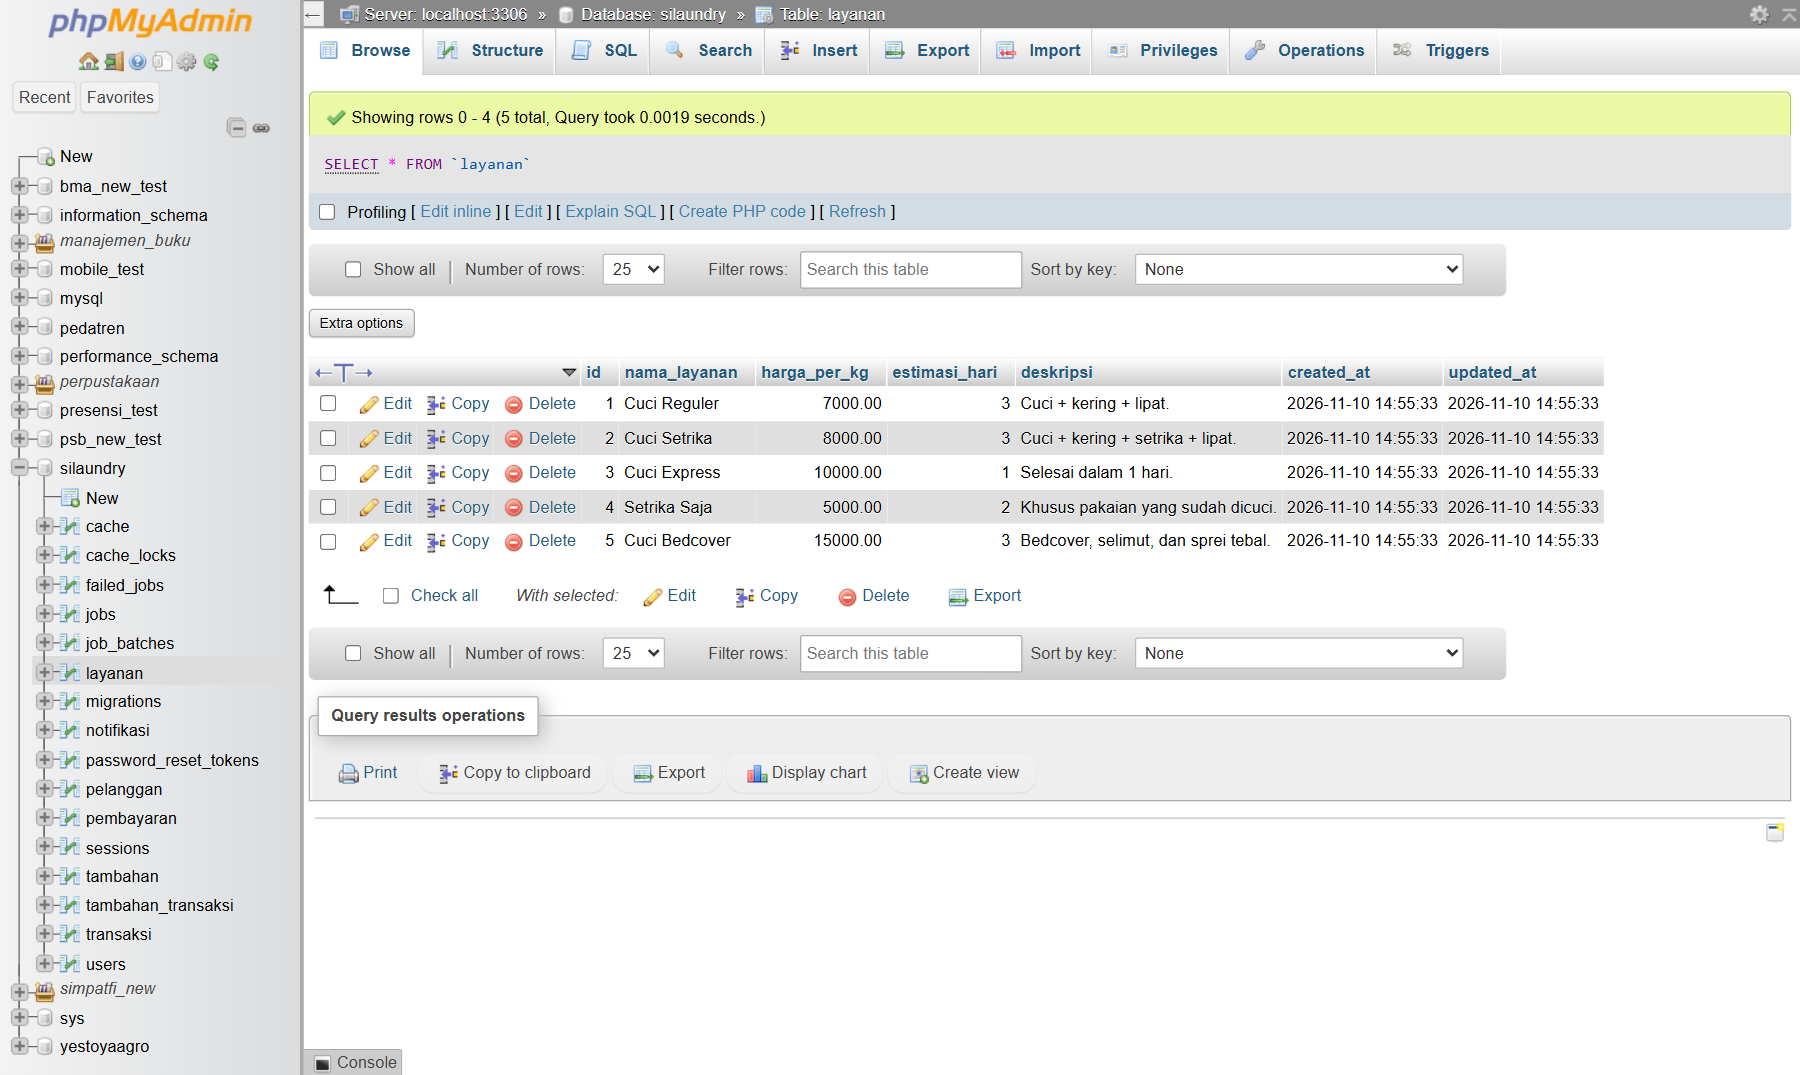 phpMyAdmin
Recent Favorites
New
bma_new_test
information_schema
manajemen_buku
mobile_test
mysql
pedatren
performance_schema
perpustakaan
presensi_test
psb_new_test
silaundry
New
cache
cache_locks
failed_jobs
jobs
job_batches
layanan
migrations
notifikasi
password_reset_tokens
pelanggan
pembayaran
sessions
tambahan
tambahan_transaksi
transaksi
users
simpatfi_new
sys
yestoyaagro
Server: localhost:3306 » Database: silaundry » Table: layanan
Browse Structure SQL Search Insert Export Import Privileges Operations Triggers
Showing rows 0 - 4 (5 total, Query took 0.0019 seconds.)
SELECT * FROM `layanan`
Profiling [ Edit inline ] [ Edit ] [ Explain SQL ] [ Create PHP code ] [ Refresh ]
Show all | Number of rows: 25 Filter rows: Search this table Sort by key: None
Extra options
id nama_layanan harga_per_kg estimasi_hari deskripsi created_at updated_at
Edit Copy Delete 1 Cuci Reguler 7000.00 3 Cuci + kering + lipat. 2026-11-10 14:55:33 2026-11-10 14:55:33
Edit Copy Delete 2 Cuci Setrika 8000.00 3 Cuci + kering + setrika + lipat. 2026-11-10 14:55:33 2026-11-10 14:55:33
Edit Copy Delete 3 Cuci Express 10000.00 1 Selesai dalam 1 hari. 2026-11-10 14:55:33 2026-11-10 14:55:33
Edit Copy Delete 4 Setrika Saja 5000.00 2 Khusus pakaian yang sudah dicuci. 2026-11-10 14:55:33 2026-11-10 14:55:33
Edit Copy Delete 5 Cuci Bedcover 15000.00 3 Bedcover, selimut, dan sprei tebal. 2026-11-10 14:55:33 2026-11-10 14:55:33
Check all With selected: Edit Copy Delete Export
Show all | Number of rows: 25 Filter rows: Search this table Sort by key: None
Query results operations
Print Copy to clipboard Export Display chart Create view
Console